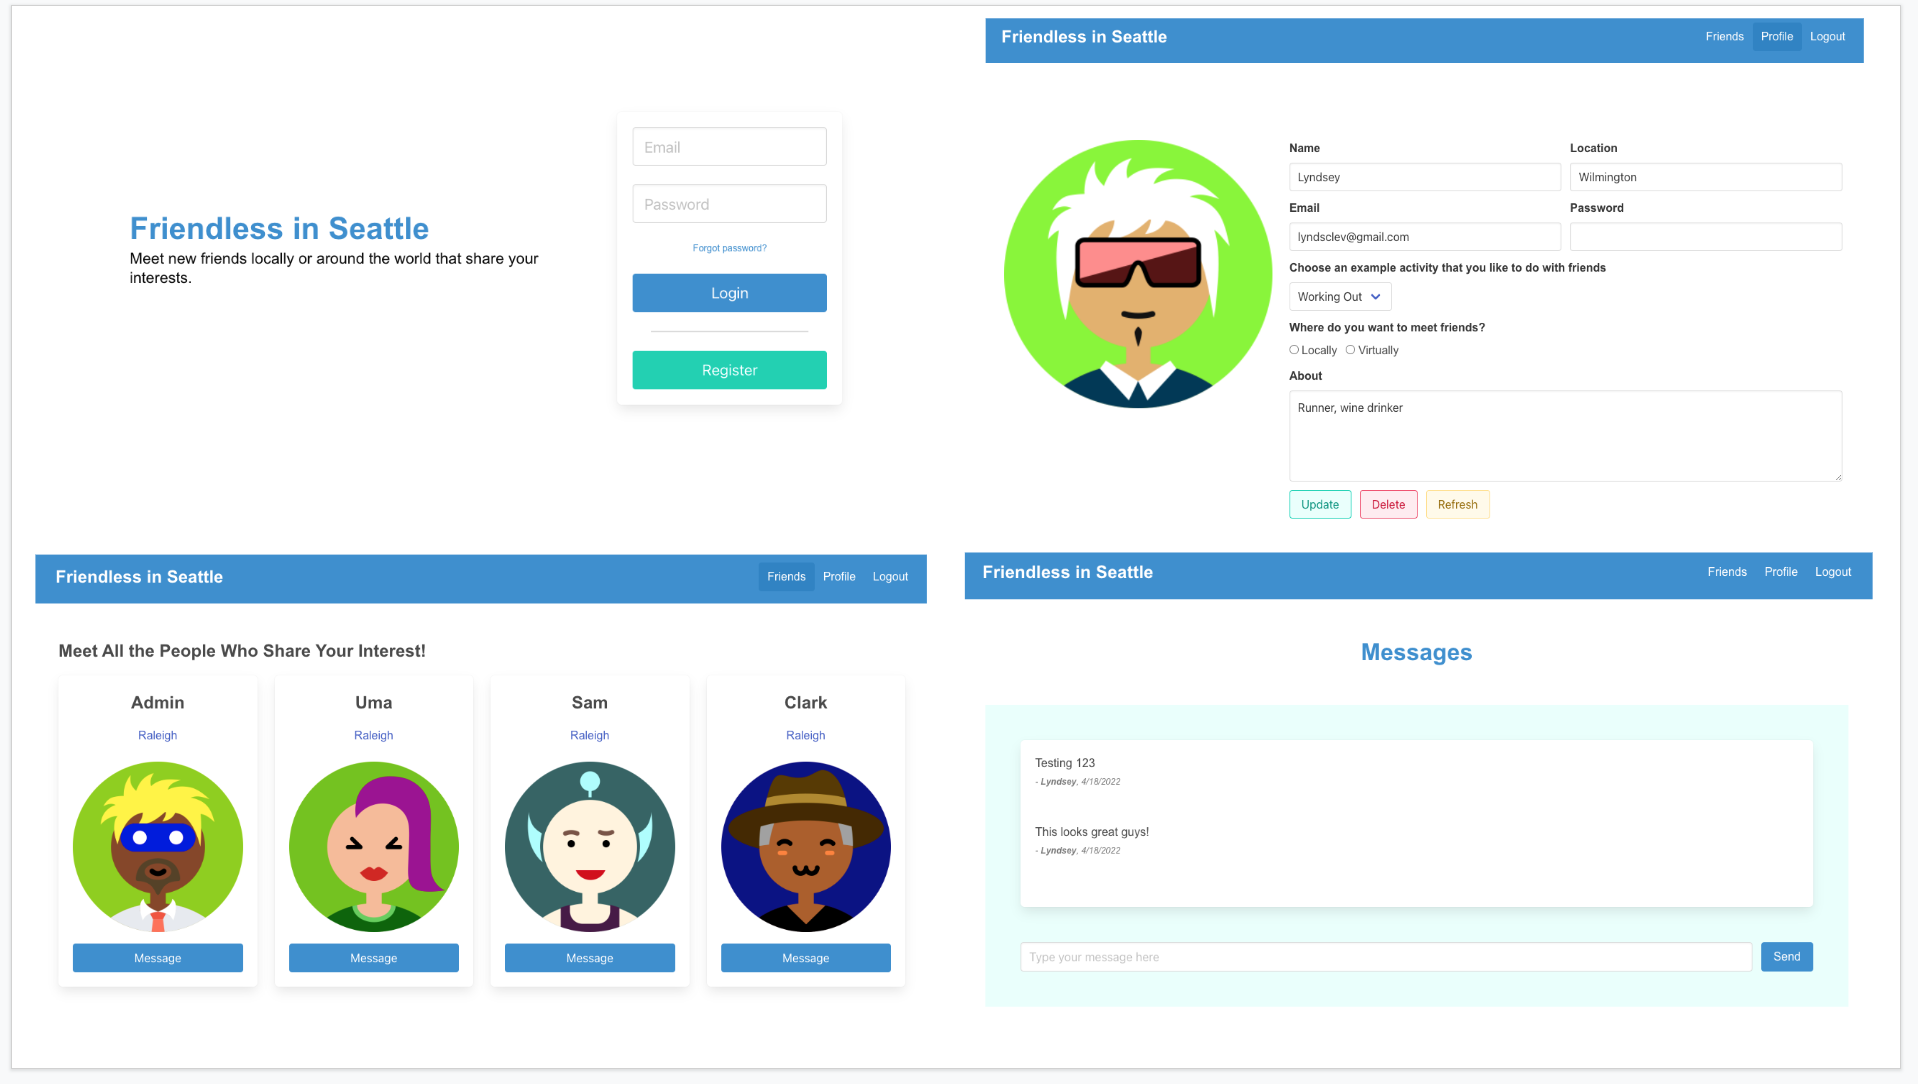 Email
Password
Forgot password?
Login
Register
Friendless in Seattle
Meet new friends locally or around the world that share your
interests.
Friendless in Seattle
Friends Profile Logout
Name
Location
Lyndsey
Wilmington
Email
Password
lyndsclev@gmail.com
Choose an example activity that you like to do with friends
Working Out
Where do you want to meet friends?
Locally Virtually
About
Runner, wine drinker
Update Delete Refresh
Friendless in Seattle
Friends Profile Logout
Meet All the People Who Share Your Interest!
Admin
Raleigh
Message
Uma
Raleigh
Message
Sam
Raleigh
Message
Clark
Raleigh
Message
Friendless in Seattle
Friends Profile Logout
Messages
Testing 123
- Lyndsey, 4/18/2022
This looks great guys!
- Lyndsey, 4/18/2022
Type your message here
Send